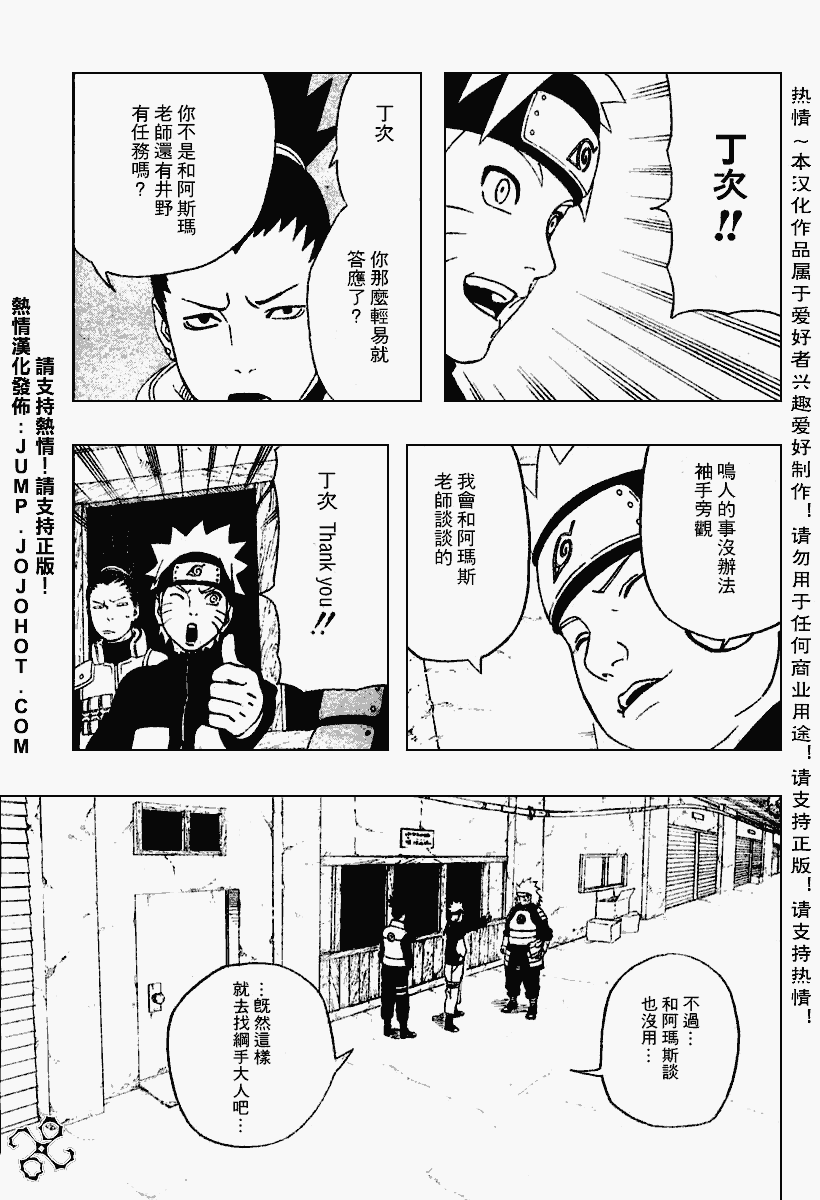 丁次!!
丁次
你那麼輕易就
答應了？
你不是和阿斯瑪
老師還有井野
有任務嗎？
鳴人的事沒辦法
袖手旁觀
我會和阿瑪斯
老師談談的
丁次 Thank you!!
不過…
和阿瑪斯談
也沒用…
…既然這樣
就去找綱手大人吧…
热情～本汉化作品属于爱好者兴趣爱好制作！请勿用于任何商业用途！请支持正版！请支持热情！
請支持熱情！請支持正版！
熱情漢化發佈：JUMP.JOJOHOT.COM